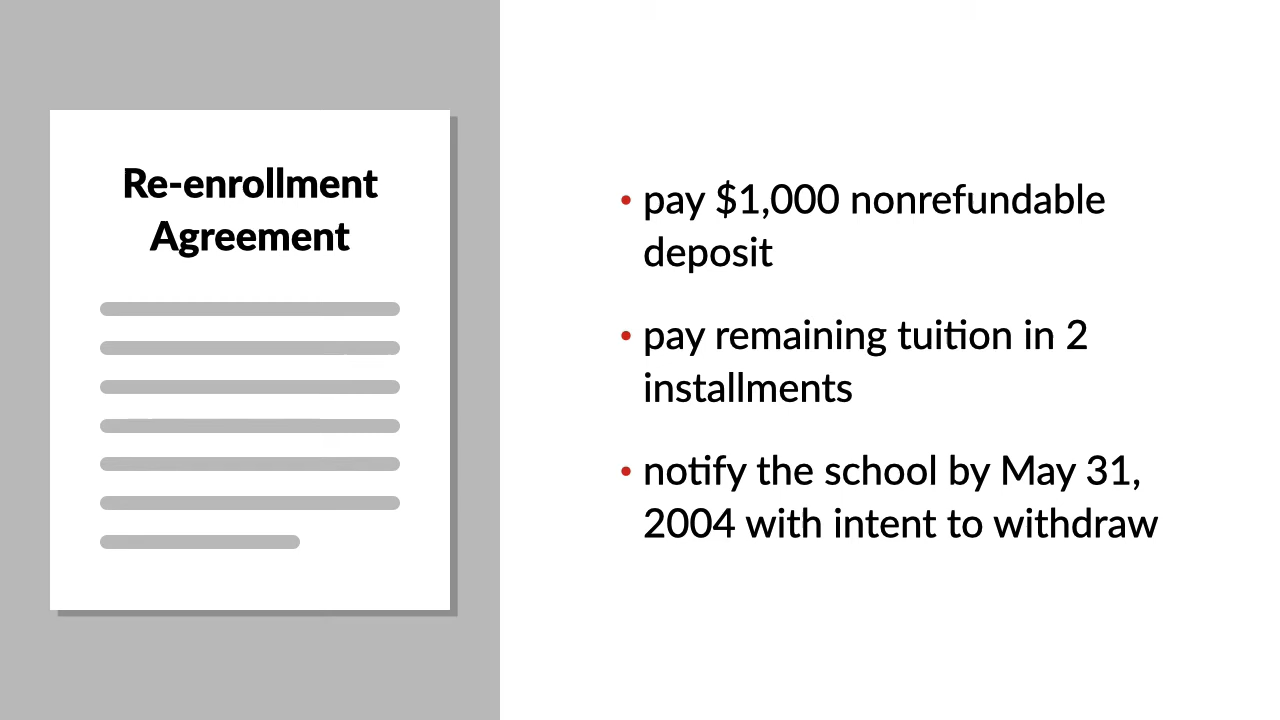 Re-enrollment
Agreement
• pay $1,000 nonrefundable
deposit
• pay remaining tuition in 2
installments
• notify the school by May 31,
2004 with intent to withdraw